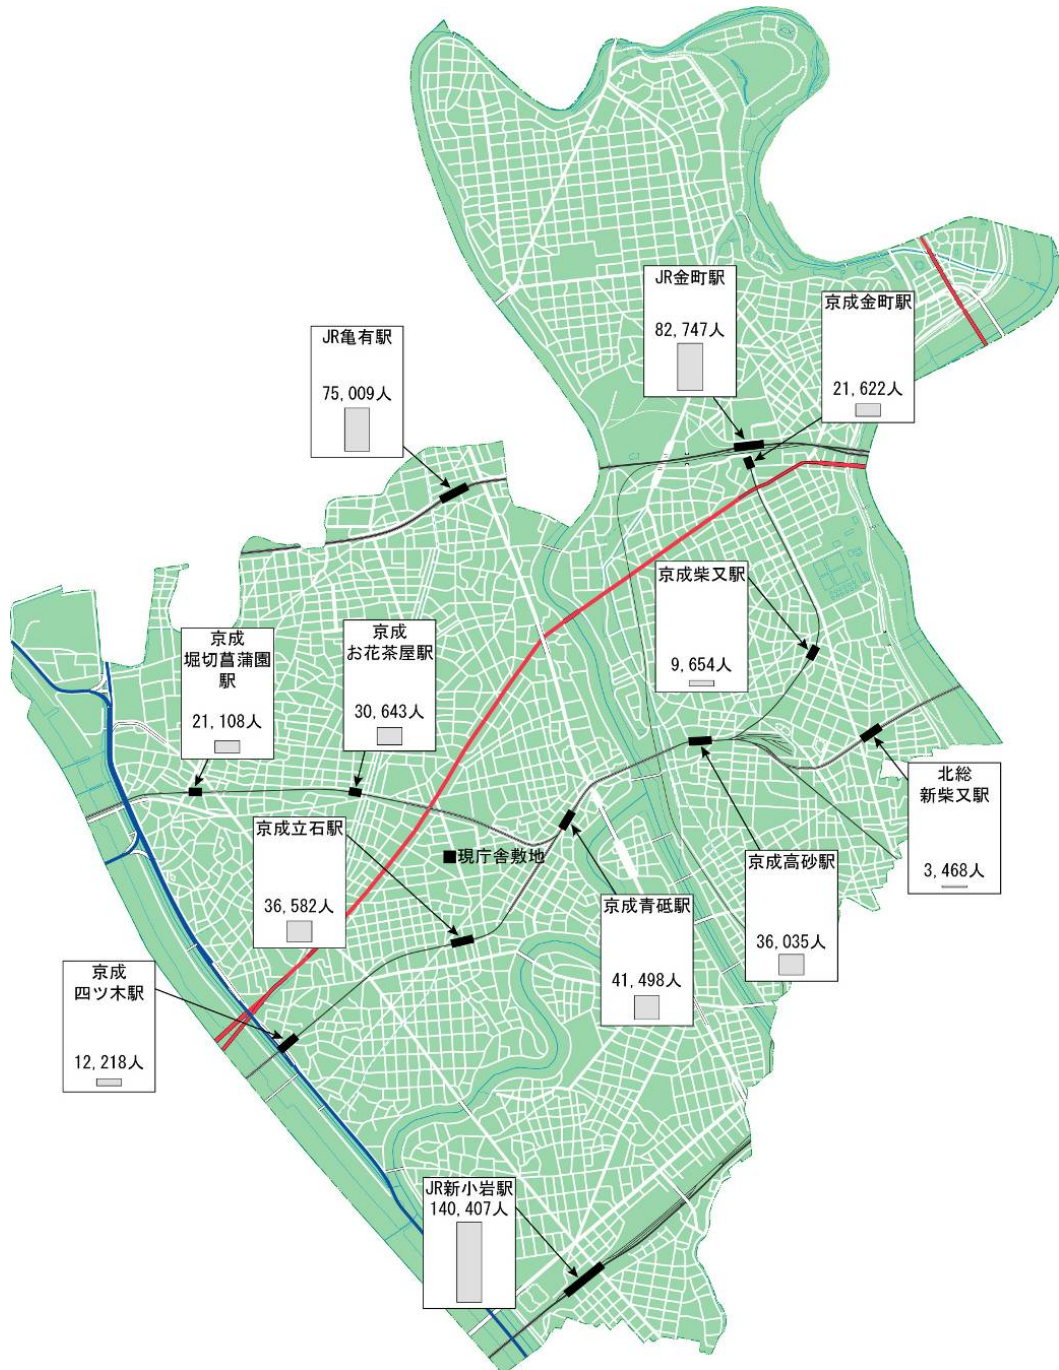 JR金町駅
82,747人
京成金町駅
21,622人
JR亀有駅
75,009人
京成柴又駅
9,654人
京成
堀切菖蒲園
駅
21,108人
京成
お花茶屋駅
30,643人
北総
新柴又駅
3,468人
京成立石駅
36,582人
■現庁舎敷地
京成高砂駅
36,035人
京成青砥駅
41,498人
京成
四ツ木駅
12,218人
JR新小岩駅
140,407人